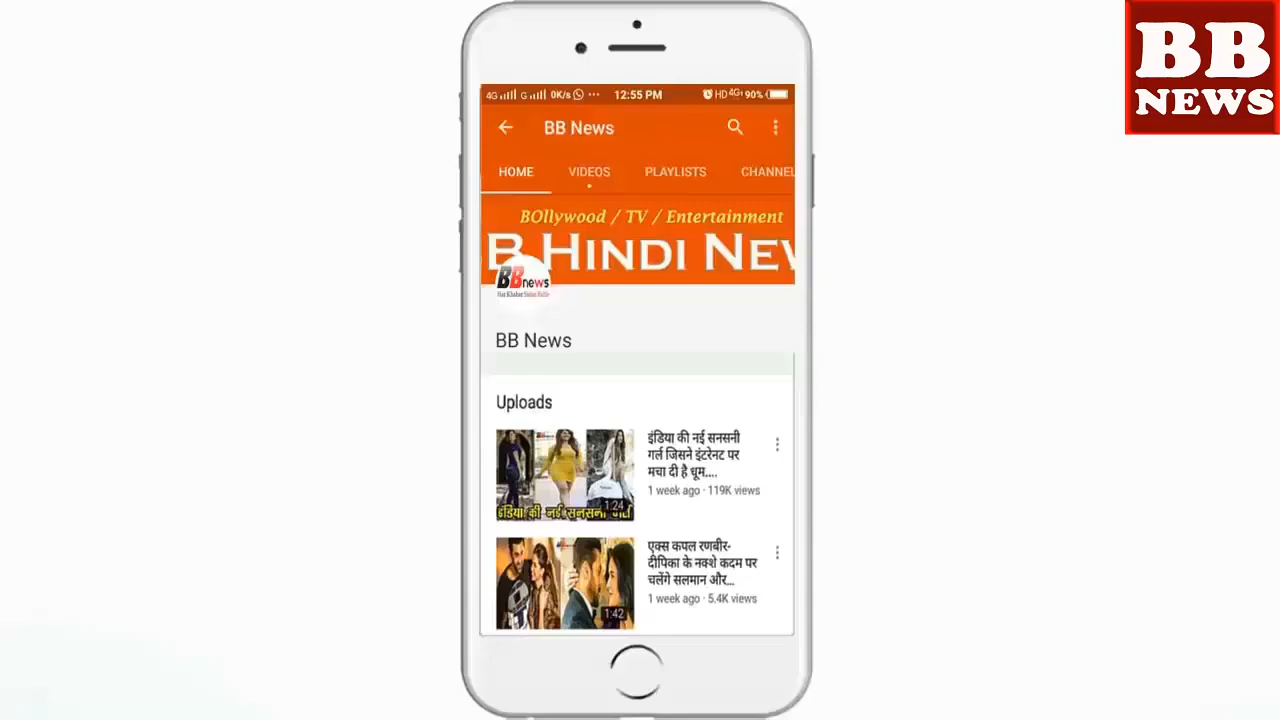 BB
NEWS
4G G 0K/s ... 12:55 PM HD 4G 90%
BB News
HOME VIDEOS PLAYLISTS CHANNEL
BOllywood / TV / Entertainment
B HINDI NEW
BBnews
BB News
Uploads
इंडिया की नई सनसनी
गर्ल जिसने इंटरनेट पर
मचा दी है धूम....
1 week ago · 119K views
1:24
इंडिया की नई सनसनी गर्ल
एक्स कपल रणबीर-
दीपिका के नक्शे कदम पर
चलेंगे सलमान और...
1 week ago · 5.4K views
1:42